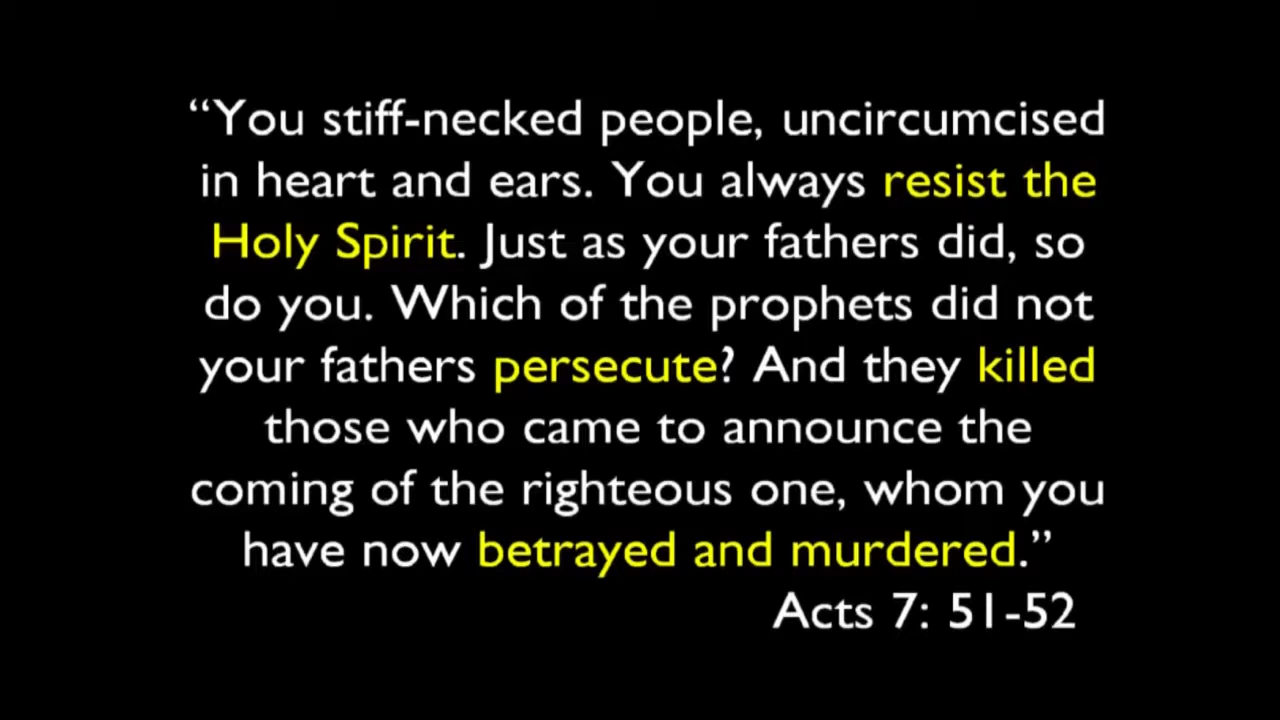 “You stiff-necked people, uncircumcised
in heart and ears. You always resist the
Holy Spirit. Just as your fathers did, so
do you. Which of the prophets did not
your fathers persecute? And they killed
those who came to announce the
coming of the righteous one, whom you
have now betrayed and murdered.”
Acts 7: 51-52